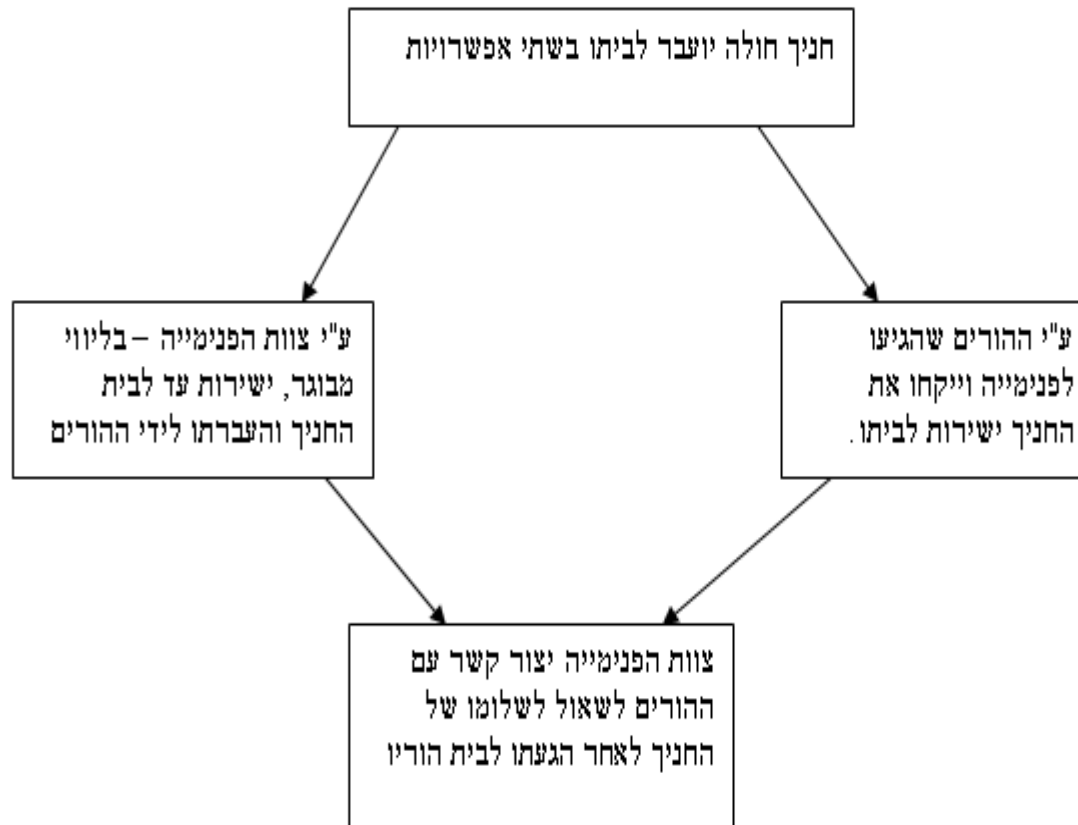 חניך חולה יועבר לביתו בשתי אפשרויות
ע"י ההורים שהגיעו
לפנימייה וייקחו את
החניך ישירות לביתו.
ע"י צוות הפנימייה – בליווי
מבוגר, ישירות עד לבית
החניך והעברתו לידי ההורים
צוות הפנימייה יצור קשר עם
ההורים לשאול לשלומו של
החניך לאחר הגעתו לבית הוריו